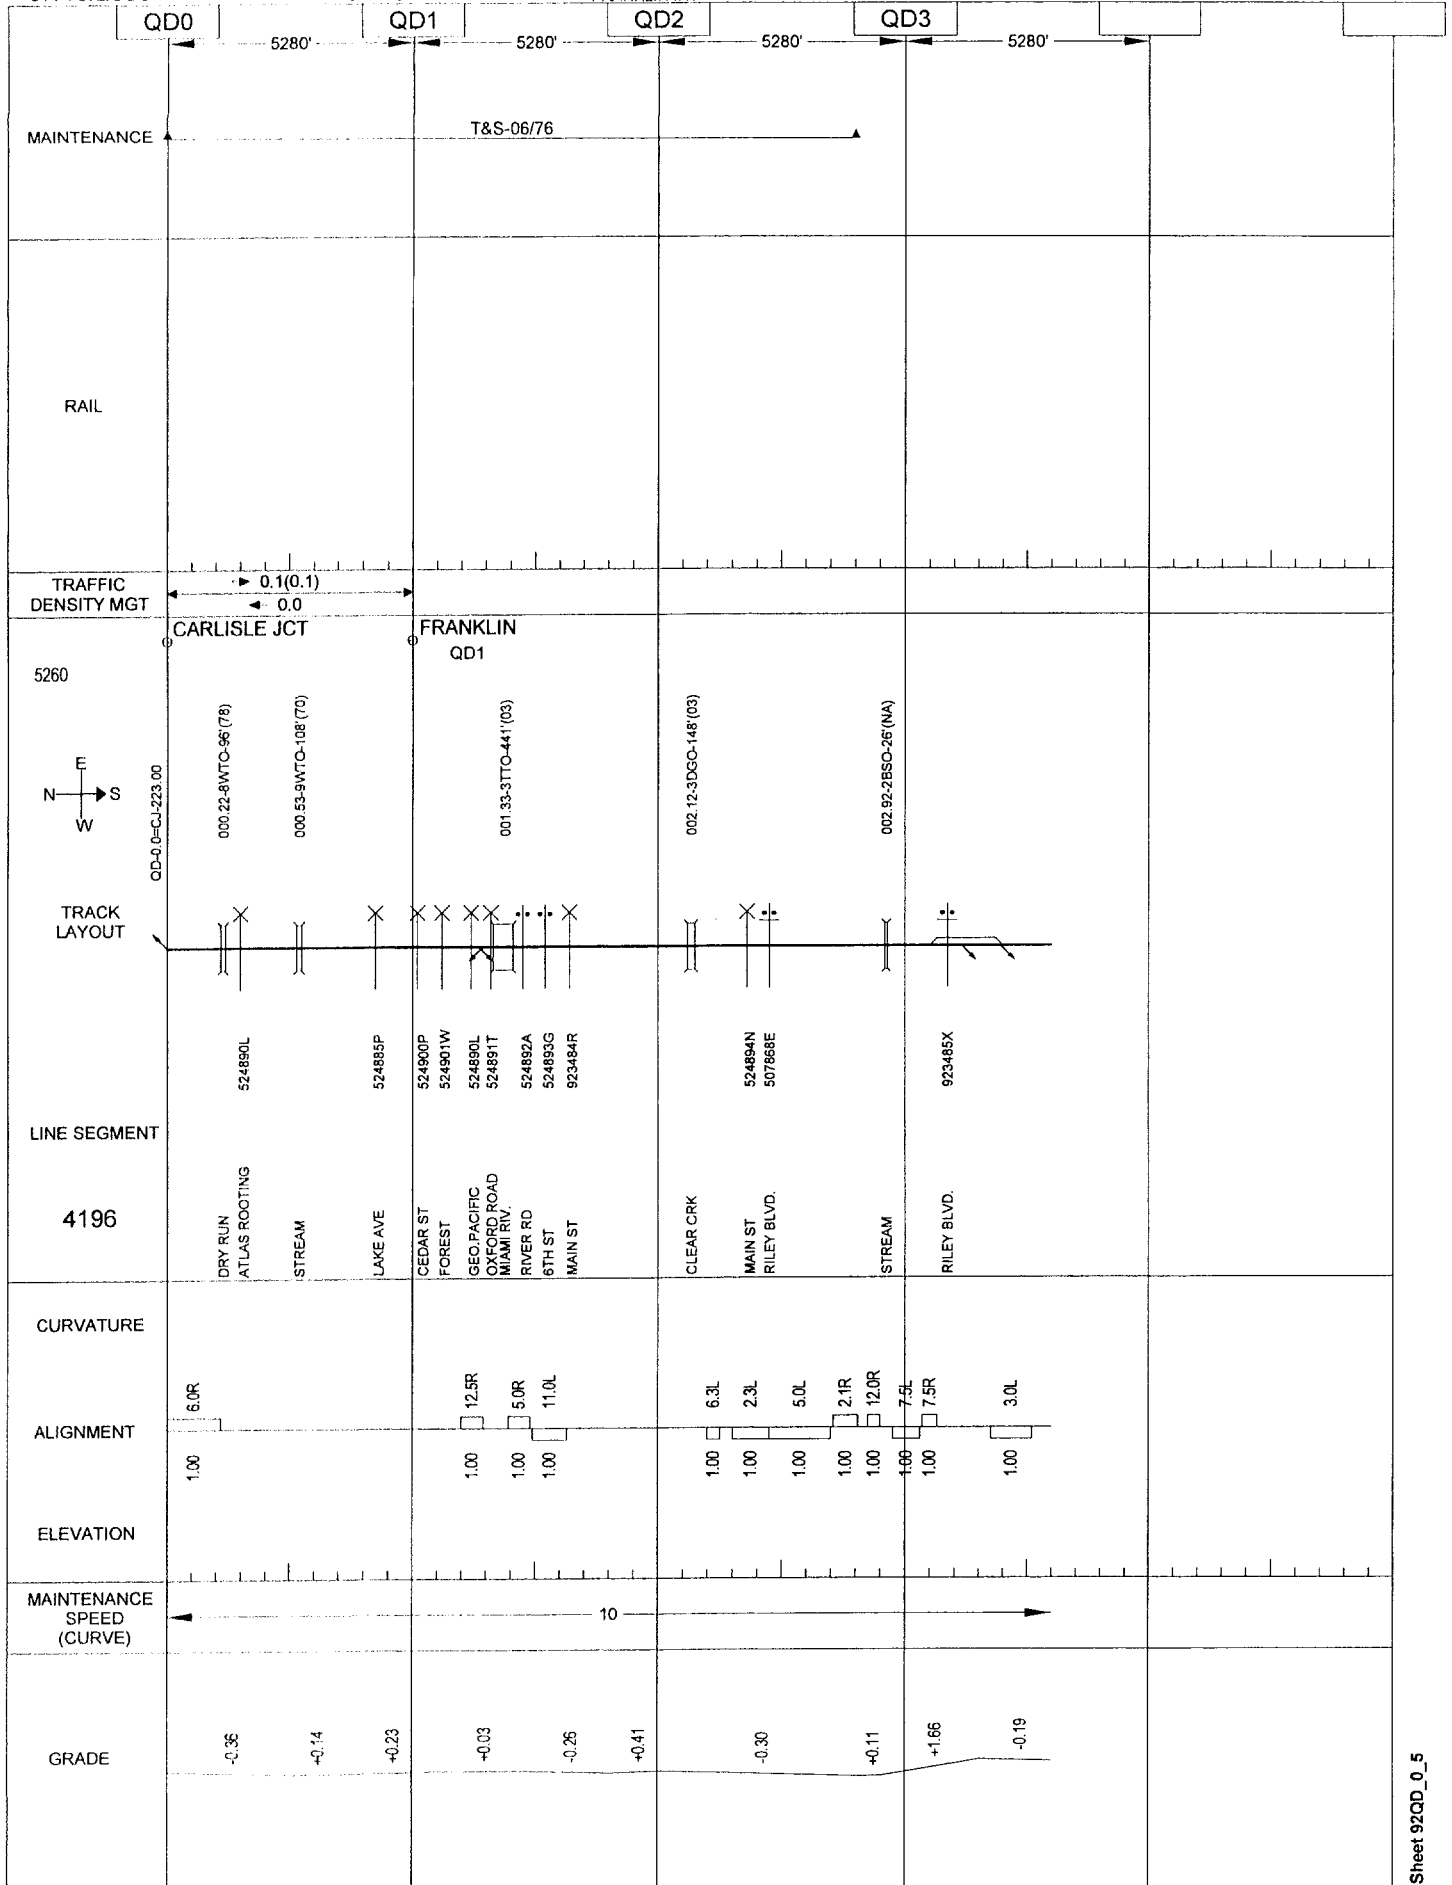 QD0 QD1 QD2 QD3
5280' 5280' 5280' 5280'
MAINTENANCE
T&S-06/76
RAIL
TRAFFIC
DENSITY MGT
0.1(0.1)
0.0
CARLISLE JCT
FRANKLIN
QD1
5260
E
N S
W
QD-0.0=CJ-223.00
000.22-8WTO-96'(78)
000.53-9WTO-108'(70)
001.33-3TTO-441'(03)
002.12-3DGO-148'(03)
002.92-2BSO-26'(NA)
TRACK
LAYOUT
524890L
524885P
524900P
524901W
524890L
524891T
524892A
524893G
923484R
524894N
507868E
923485X
LINE SEGMENT
4196
DRY RUN
ATLAS ROOTING
STREAM
LAKE AVE
CEDAR ST
FOREST
GEO.PACIFIC
OXFORD ROAD
MIAMI RIV.
RIVER RD
6TH ST
MAIN ST
CLEAR CRK
MAIN ST
RILEY BLVD.
STREAM
RILEY BLVD.
CURVATURE
6.0R 12.5R 5.0R 11.0L 6.3L 2.3L 5.0L 2.1R 12.0R 7.5L 7.5R 3.0L
ALIGNMENT
1.00 1.00 1.00 1.00 1.00 1.00 1.00 1.00 1.00 1.00 1.00 1.00
ELEVATION
MAINTENANCE
SPEED
(CURVE)
10
GRADE
-0.36 +0.14 +0.23 +0.03 -0.26 +0.41 -0.30 +0.11 +1.66 -0.19
Sheet 92QD_0_5